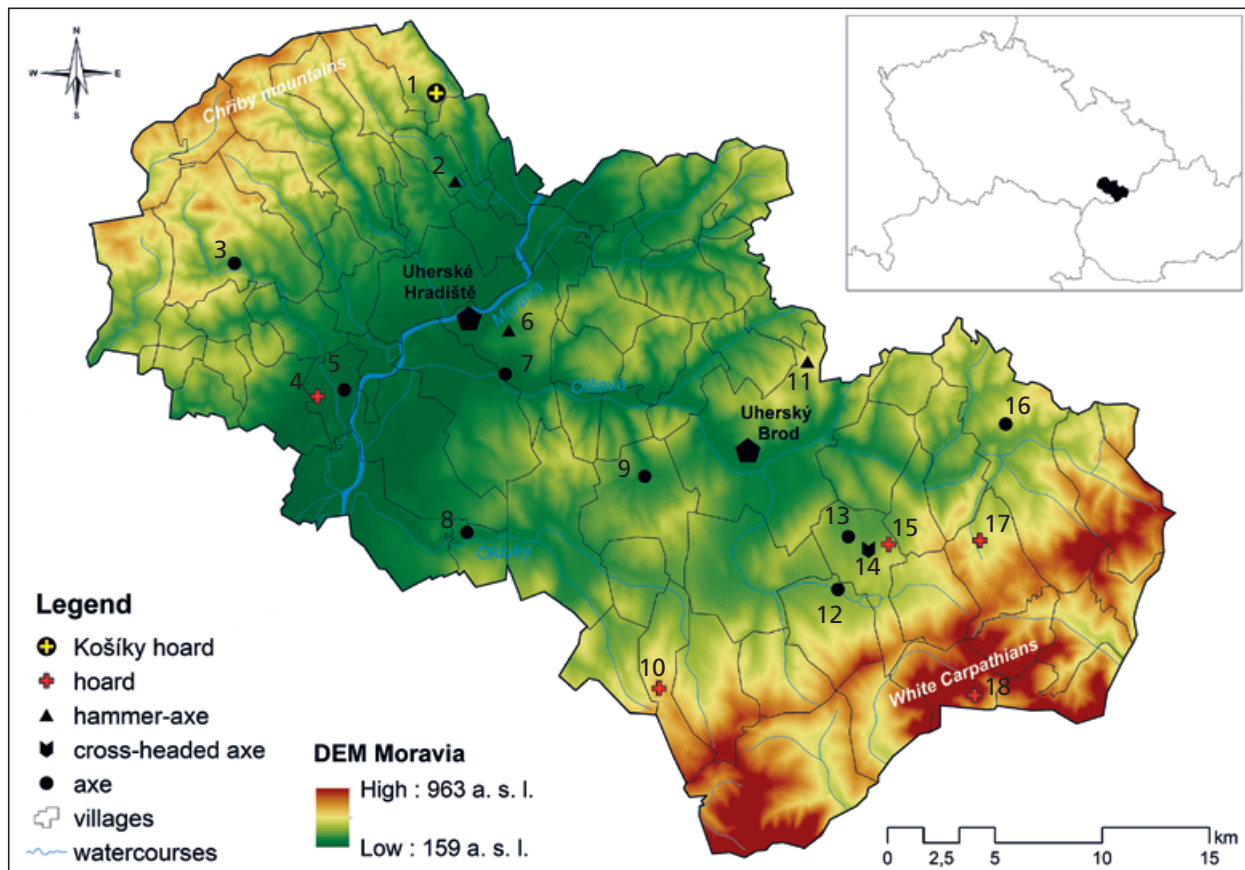 N
W E
S
Chřiby mountains
1
2
3
Uherské
Hradiště
Morava
6
7
5
4
Olšava
11
Uherský
Brod
16
9
8
Okluky
13
15
17
14
12
10
White Carpathians
18
Legend
Košíky hoard
hoard
hammer-axe
cross-headed axe
axe
villages
watercourses
DEM Moravia
High : 963 a. s. l.
Low : 159 a. s. l.
km
0 2,5 5 10 15